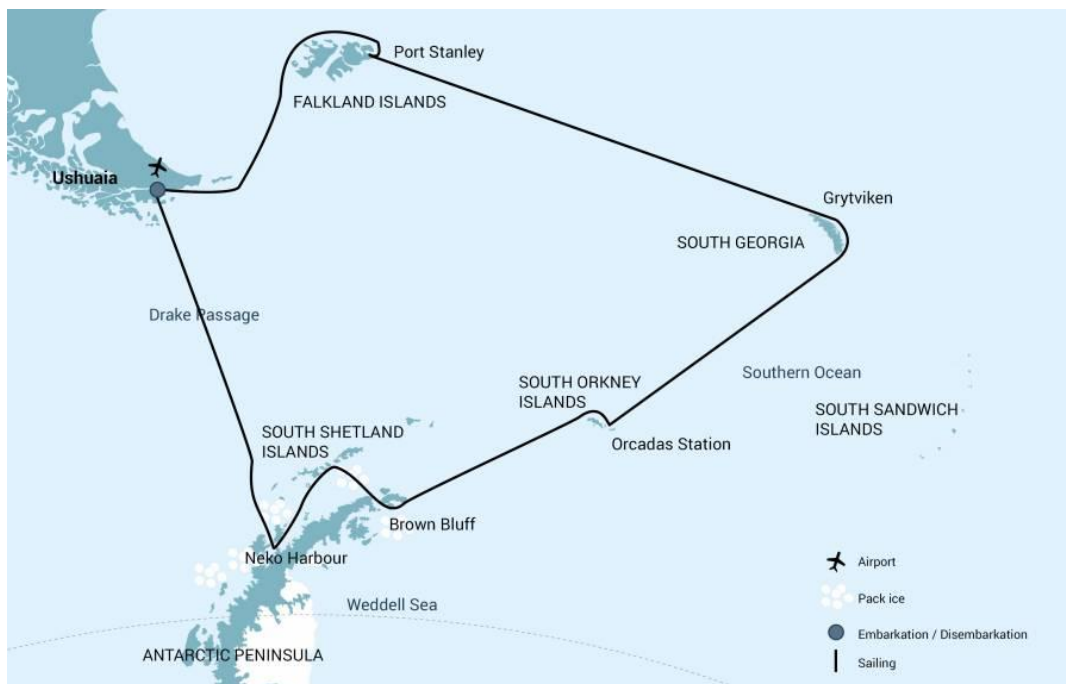 Port Stanley
FALKLAND ISLANDS
Ushuaia
Grytviken
SOUTH GEORGIA
Drake Passage
Southern Ocean
SOUTH ORKNEY
ISLANDS
SOUTH SANDWICH
ISLANDS
SOUTH SHETLAND
ISLANDS
Orcadas Station
Brown Bluff
Neko Harbour
Weddell Sea
ANTARCTIC PENINSULA
Airport
Pack ice
Embarkation / Disembarkation
Sailing